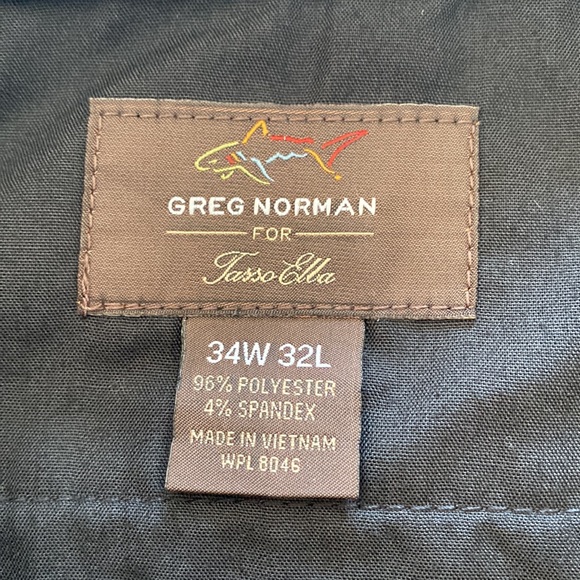 GREG NORMAN
FOR
Tasso Elba
34W 32L
96% POLYESTER
4% SPANDEX
MADE IN VIETNAM
WPL 8046